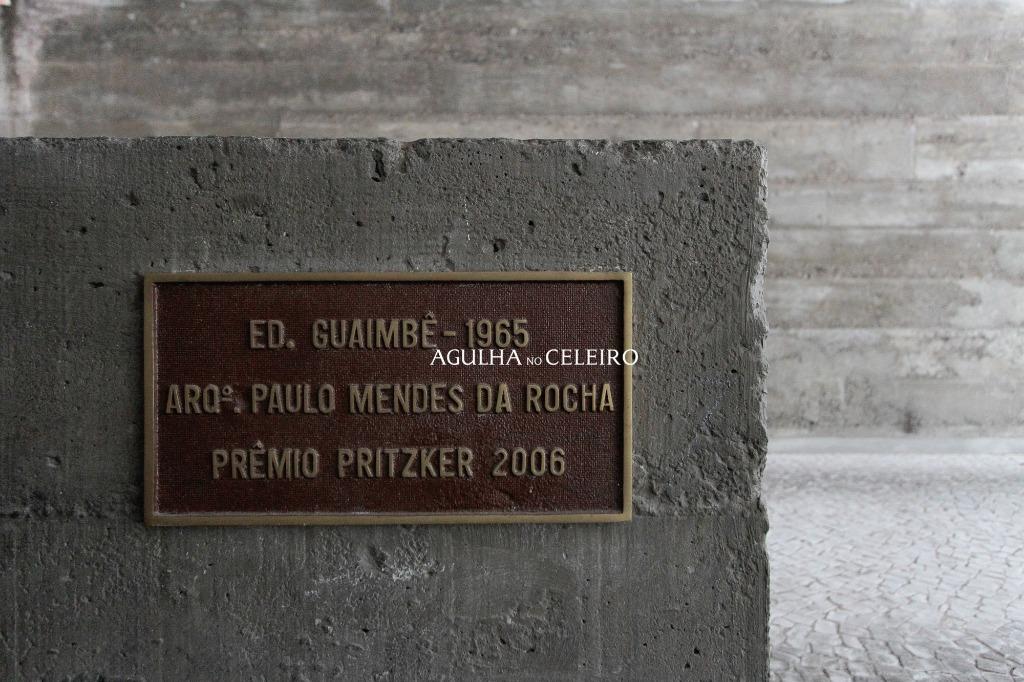 ED. GUAIMBÊ - 1965
AGULHA NO CELEIRO
ARQº. PAULO MENDES DA ROCHA
PRÊMIO PRITZKER 2006